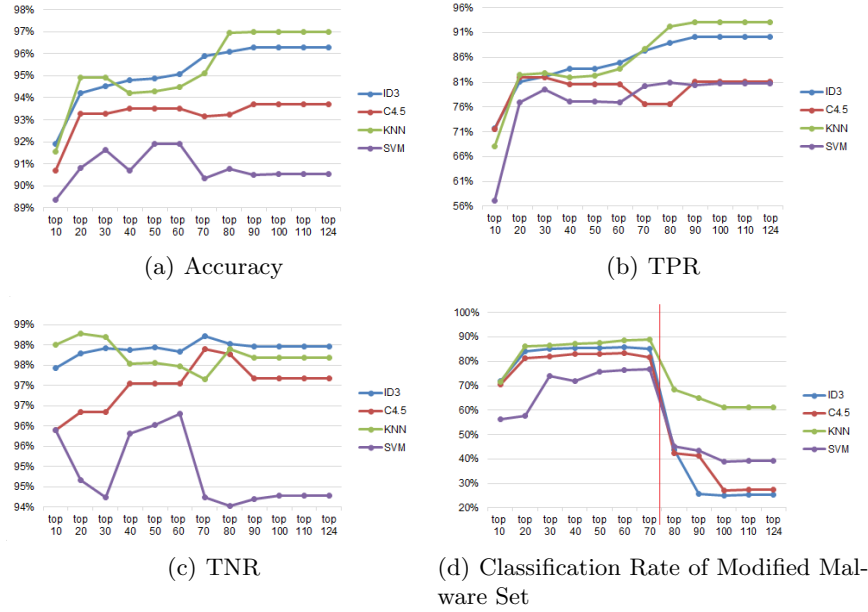 98%
97%
96%
95%
94%
93%
92%
91%
90%
89%
top 10 top 20 top 30 top 40 top 50 top 60 top 70 top 80 top 90 top 100 top 110 top 124
ID3
C4.5
KNN
SVM
(a) Accuracy
96%
91%
86%
81%
76%
71%
66%
61%
56%
top 10 top 20 top 30 top 40 top 50 top 60 top 70 top 80 top 90 top 100 top 110 top 124
ID3
C4.5
KNN
SVM
(b) TPR
99%
98%
98%
97%
97%
96%
96%
95%
95%
94%
top 10 top 20 top 30 top 40 top 50 top 60 top 70 top 80 top 90 top 100 top 110 top 124
ID3
C4.5
KNN
SVM
(c) TNR
100%
90%
80%
70%
60%
50%
40%
30%
20%
top 10 top 20 top 30 top 40 top 50 top 60 top 70 top 80 top 90 top 100 top 110 top 124
ID3
C4.5
KNN
SVM
(d) Classification Rate of Modified Mal-
ware Set